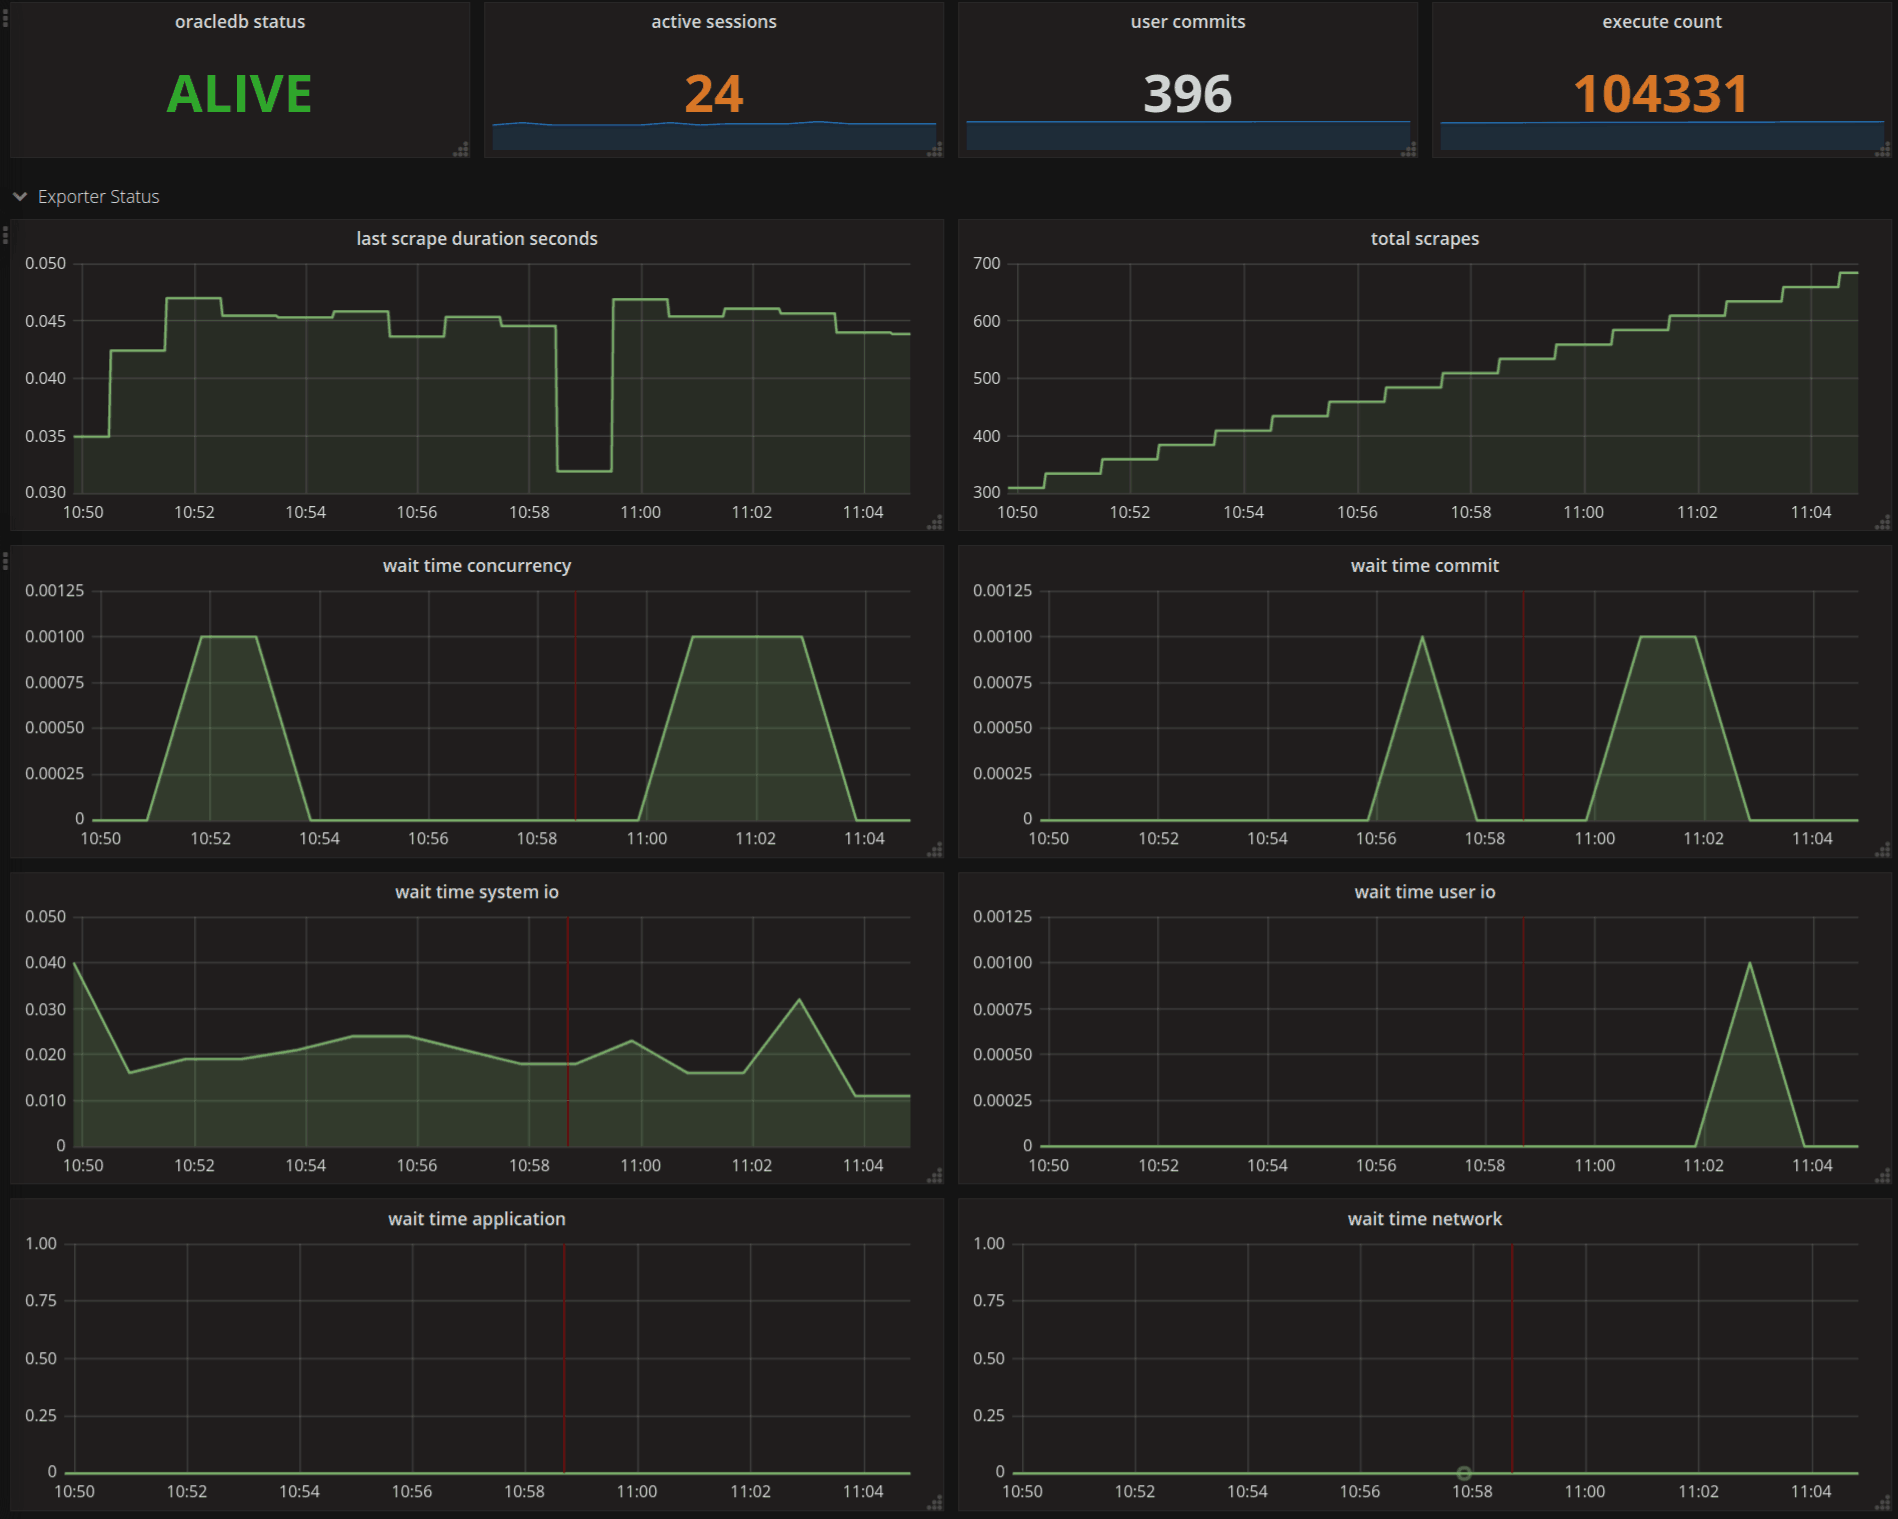 oracledb status
ALIVE
active sessions
24
user commits
396
execute count
104331
Exporter Status
last scrape duration seconds
0.050
0.045
0.040
0.035
0.030
10:50 10:52 10:54 10:56 10:58 11:00 11:02 11:04
total scrapes
700
600
500
400
300
10:50 10:52 10:54 10:56 10:58 11:00 11:02 11:04
wait time concurrency
0.00125
0.00100
0.00075
0.00050
0.00025
0
10:50 10:52 10:54 10:56 10:58 11:00 11:02 11:04
wait time commit
0.00125
0.00100
0.00075
0.00050
0.00025
0
10:50 10:52 10:54 10:56 10:58 11:00 11:02 11:04
wait time system io
0.050
0.040
0.030
0.020
0.010
0
10:50 10:52 10:54 10:56 10:58 11:00 11:02 11:04
wait time user io
0.00125
0.00100
0.00075
0.00050
0.00025
0
10:50 10:52 10:54 10:56 10:58 11:00 11:02 11:04
wait time application
1.00
0.75
0.50
0.25
0
10:50 10:52 10:54 10:56 10:58 11:00 11:02 11:04
wait time network
1.00
0.75
0.50
0.25
0
10:50 10:52 10:54 10:56 10:58 11:00 11:02 11:04